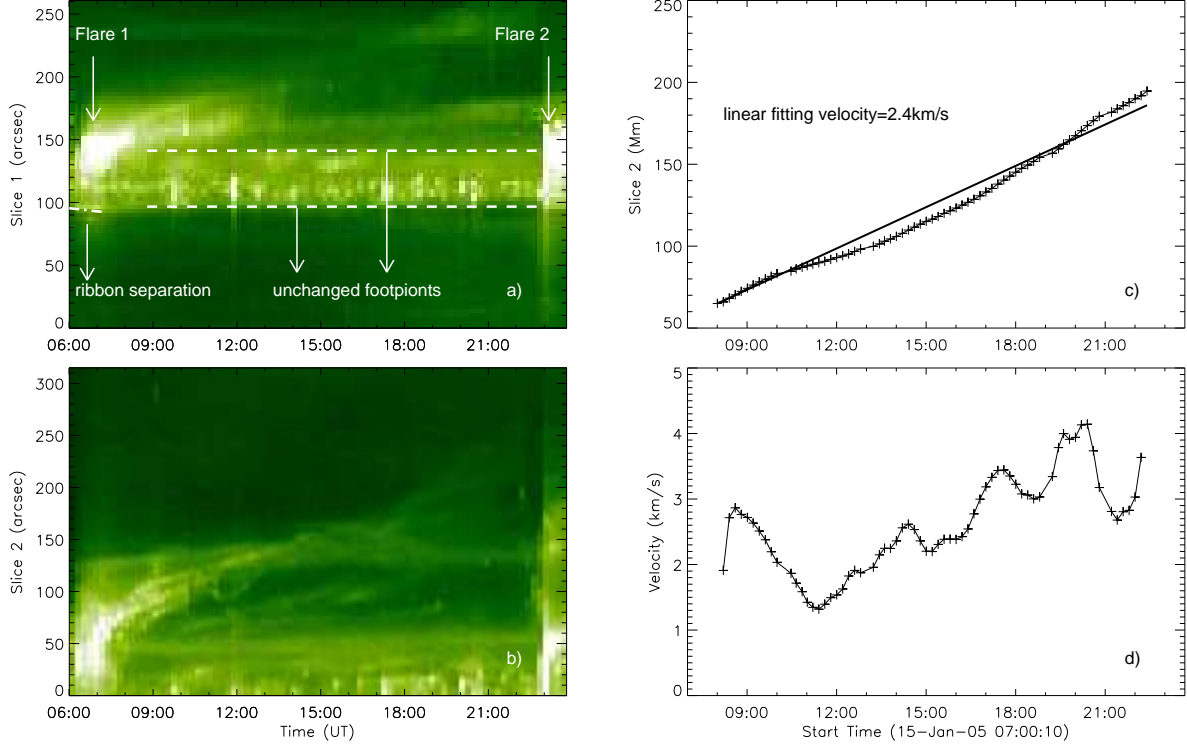 250
200
150
100
50
0
Slice 1 (arcsec)
Flare 1
Flare 2
ribbon separation
unchanged footpionts
a)
06:00 09:00 12:00 15:00 18:00 21:00
300
250
200
150
100
50
0
Slice 2 (arcsec)
b)
06:00 09:00 12:00 15:00 18:00 21:00
Time (UT)
250
200
150
100
50
Slice 2 (Mm)
linear fitting velocity=2.4km/s
c)
09:00 12:00 15:00 18:00 21:00
5
4
3
2
1
0
Velocity (km/s)
d)
09:00 12:00 15:00 18:00 21:00
Start Time (15-Jan-05 07:00:10)